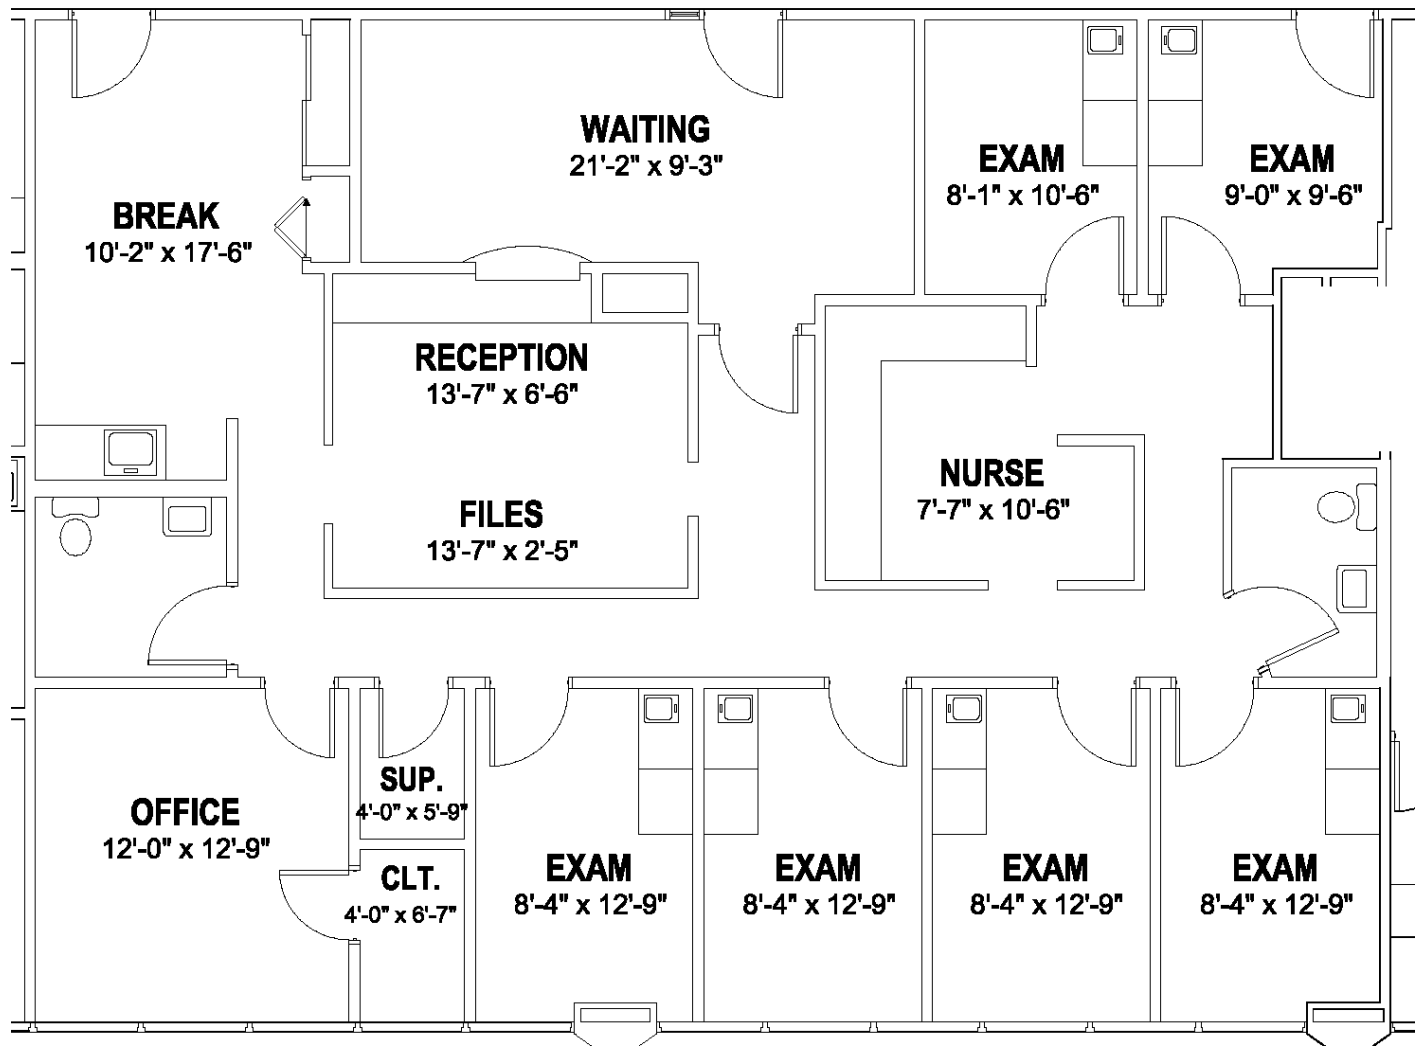 WAITING
21'-2" x 9'-3"
EXAM
8'-1" x 10'-6"
EXAM
9'-0" x 9'-6"
BREAK
10'-2" x 17'-6"
RECEPTION
13'-7" x 6'-6"
NURSE
7'-7" x 10'-6"
FILES
13'-7" x 2'-5"
SUP.
4'-0" x 5'-9"
OFFICE
12'-0" x 12'-9"
CLT.
4'-0" x 6'-7"
EXAM
8'-4" x 12'-9"
EXAM
8'-4" x 12'-9"
EXAM
8'-4" x 12'-9"
EXAM
8'-4" x 12'-9"